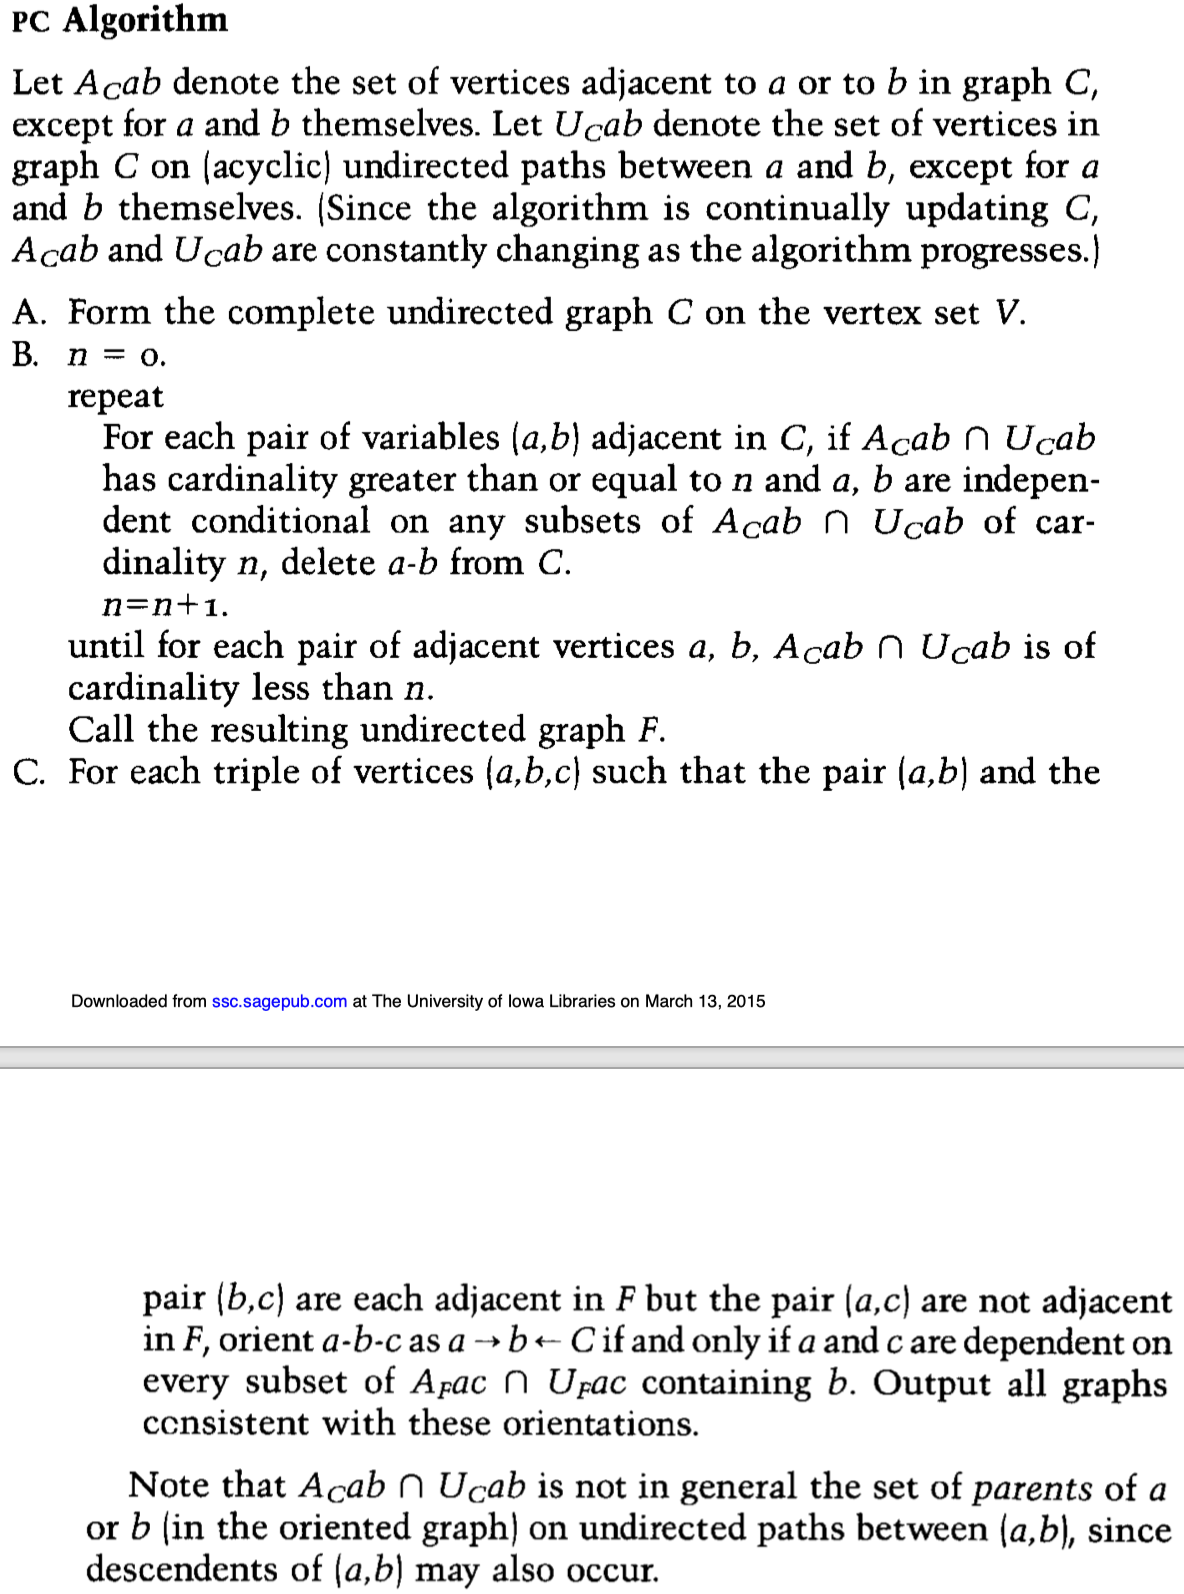 PC Algorithm
Let A_Cab denote the set of vertices adjacent to a or to b in graph C,
except for a and b themselves. Let U_Cab denote the set of vertices in
graph C on (acyclic) undirected paths between a and b, except for a
and b themselves. (Since the algorithm is continually updating C,
A_Cab and U_Cab are constantly changing as the algorithm progresses.)
A. Form the complete undirected graph C on the vertex set V.
B. n = 0.
repeat
For each pair of variables (a,b) adjacent in C, if A_Cab ∩ U_Cab
has cardinality greater than or equal to n and a, b are indepen-
dent conditional on any subsets of A_Cab ∩ U_Cab of car-
dinality n, delete a-b from C.
n=n+1.
until for each pair of adjacent vertices a, b, A_Cab ∩ U_Cab is of
cardinality less than n.
Call the resulting undirected graph F.
C. For each triple of vertices (a,b,c) such that the pair (a,b) and the
Downloaded from ssc.sagepub.com at The University of Iowa Libraries on March 13, 2015
pair (b,c) are each adjacent in F but the pair (a,c) are not adjacent
in F, orient a-b-c as a → b ← C if and only if a and c are dependent on
every subset of A_Fac ∩ U_Fac containing b. Output all graphs
consistent with these orientations.
Note that A_Cab ∩ U_Cab is not in general the set of parents of a
or b (in the oriented graph) on undirected paths between (a,b), since
descendents of (a,b) may also occur.